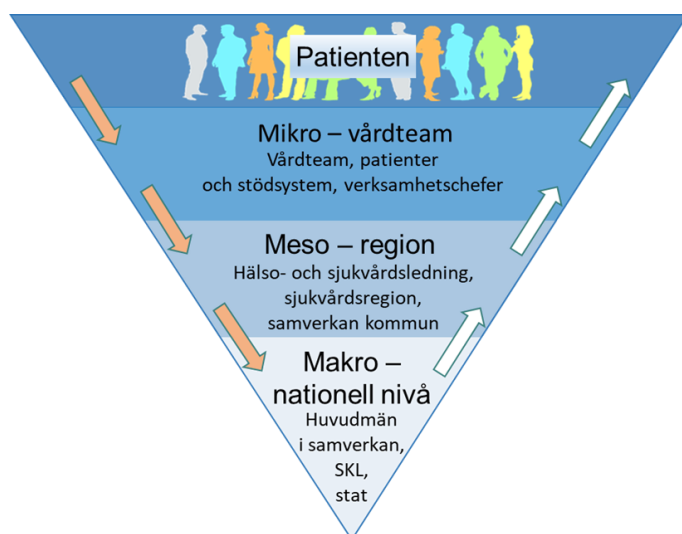 Patienten
Mikro – vårdteam
Vårdteam, patienter
och stödsystem, verksamhetschefer
Meso – region
Hälso- och sjukvårdsledning,
sjukvårdsregion,
samverkan kommun
Makro –
nationell nivå
Huvudmän
i samverkan,
SKL,
stat